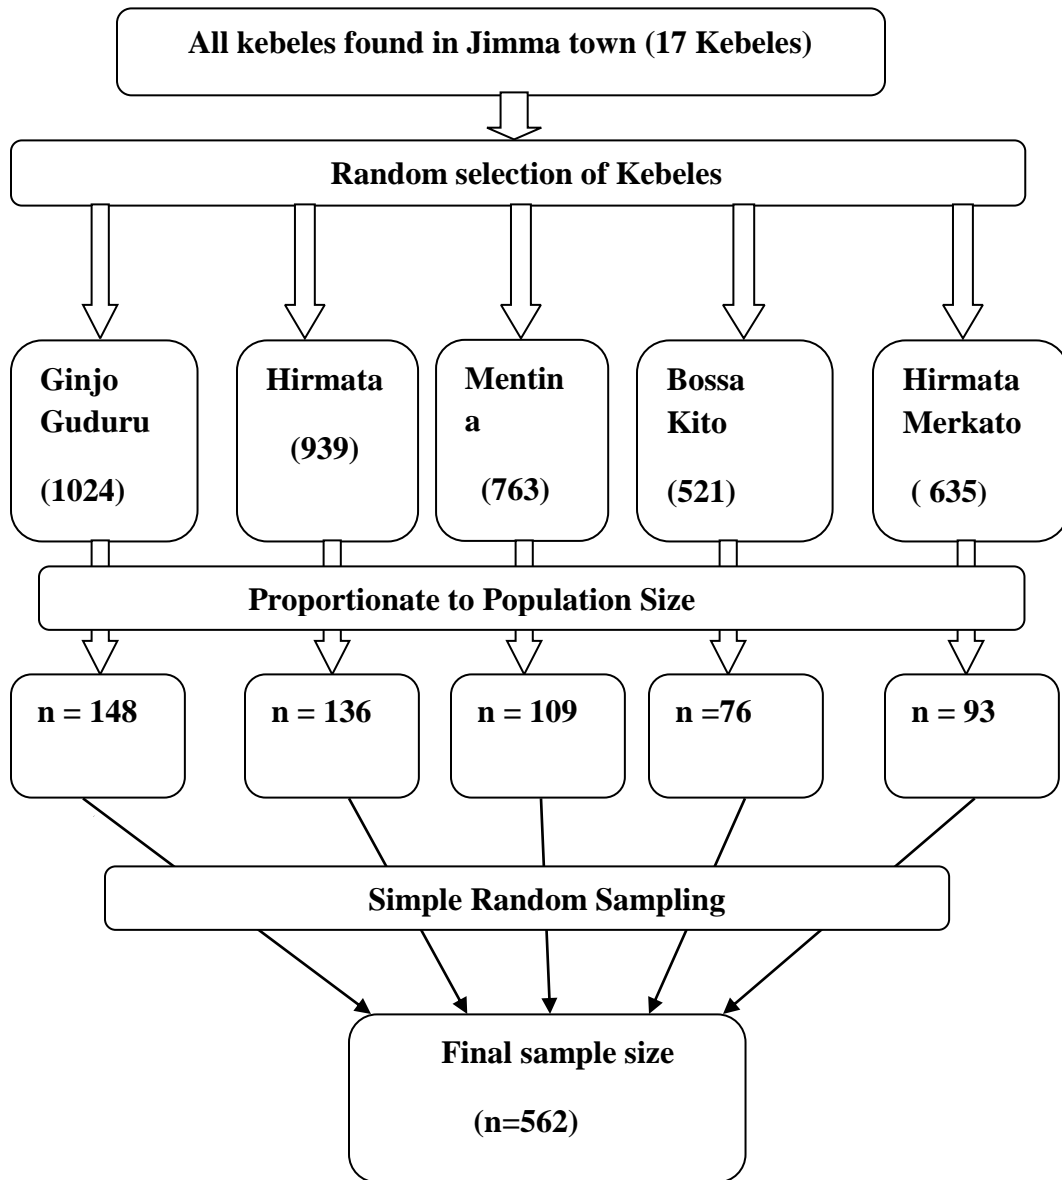 All kebeles found in Jimma town (17 Kebeles)
Random selection of Kebeles
Ginjo
Guduru
(1024)
Hirmata
(939)
Mentin
a
(763)
Bossa
Kito
(521)
Hirmata
Merkato
( 635)
Proportionate to Population Size
n = 148
n = 136
n = 109
n =76
n = 93
Simple Random Sampling
Final sample size
(n=562)